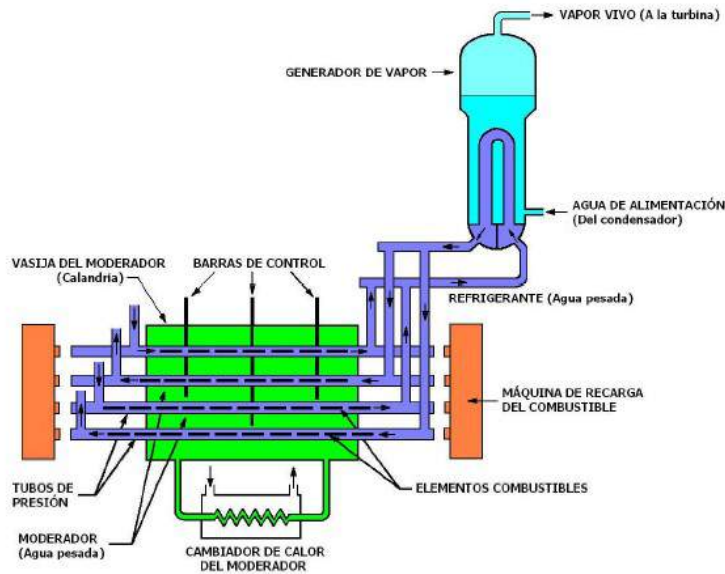 VAPOR VIVO (A la turbina)
GENERADOR DE VAPOR
AGUA DE ALIMENTACIÓN
(Del condensador)
VASIJA DEL MODERADOR
(Calandria)
BARRAS DE CONTROL
REFRIGERANTE (Agua pesada)
MÁQUINA DE RECARGA
DEL COMBUSTIBLE
TUBOS DE
PRESIÓN
ELEMENTOS COMBUSTIBLES
MODERADOR
(Agua pesada)
CAMBIADOR DE CALOR
DEL MODERADOR